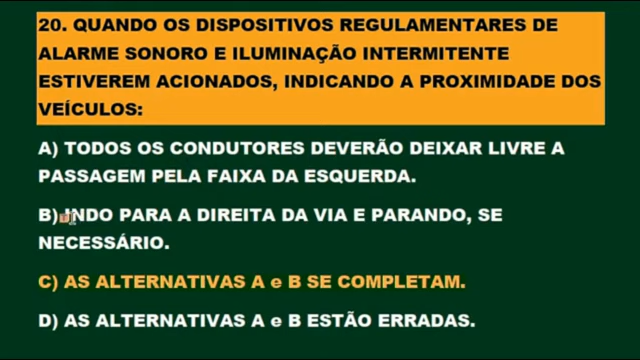 20. QUANDO OS DISPOSITIVOS REGULAMENTARES DE
ALARME SONORO E ILUMINAÇÃO INTERMITENTE
ESTIVEREM ACIONADOS, INDICANDO A PROXIMIDADE DOS
VEÍCULOS:
A) TODOS OS CONDUTORES DEVERÃO DEIXAR LIVRE A
PASSAGEM PELA FAIXA DA ESQUERDA.
B) INDO PARA A DIREITA DA VIA E PARANDO, SE
NECESSÁRIO.
C) AS ALTERNATIVAS A e B SE COMPLETAM.
D) AS ALTERNATIVAS A e B ESTÃO ERRADAS.